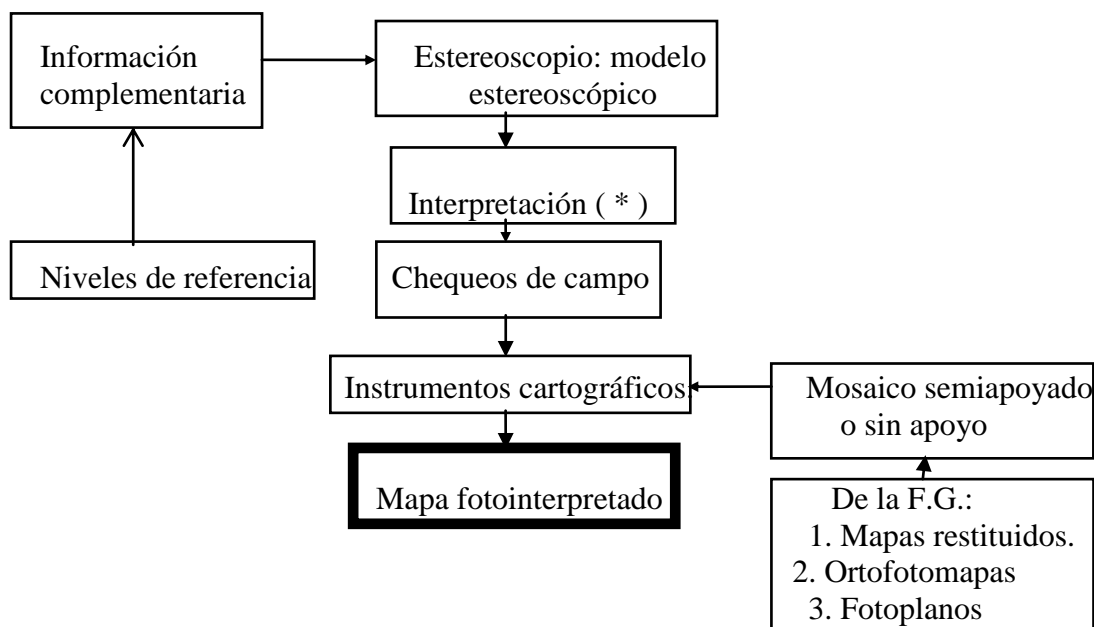 Información
complementaria
Estereoscopio: modelo
estereoscópico
Interpretación ( * )
Niveles de referencia
Chequeos de campo
Instrumentos cartográficos.
Mosaico semiapoyado
o sin apoyo
Mapa fotointerpretado
De la F.G.:
1. Mapas restituidos.
2. Ortofotomapas
3. Fotoplanos